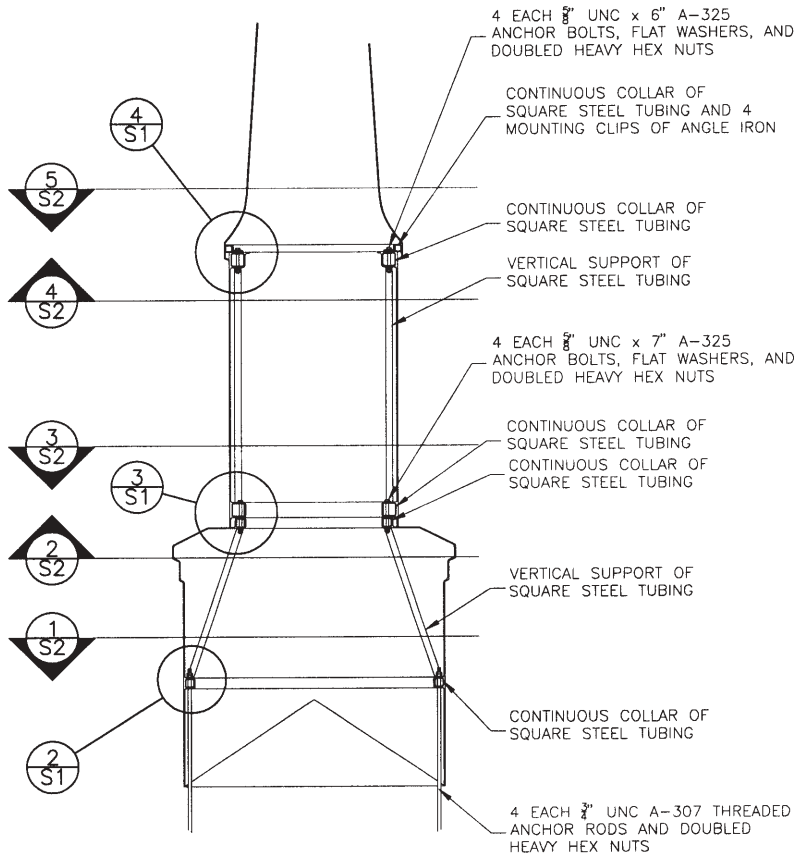 4 EACH 5/8" UNC x 6" A-325
ANCHOR BOLTS, FLAT WASHERS, AND
DOUBLED HEAVY HEX NUTS
CONTINUOUS COLLAR OF
SQUARE STEEL TUBING AND 4
MOUNTING CLIPS OF ANGLE IRON
4
S1
5
S2
CONTINUOUS COLLAR OF
SQUARE STEEL TUBING
VERTICAL SUPPORT OF
SQUARE STEEL TUBING
4
S2
4 EACH 5/8" UNC x 7" A-325
ANCHOR BOLTS, FLAT WASHERS, AND
DOUBLED HEAVY HEX NUTS
3
S2
CONTINUOUS COLLAR OF
SQUARE STEEL TUBING
3
S1
CONTINUOUS COLLAR OF
SQUARE STEEL TUBING
2
S2
VERTICAL SUPPORT OF
SQUARE STEEL TUBING
1
S2
CONTINUOUS COLLAR OF
SQUARE STEEL TUBING
2
S1
4 EACH 3/4" UNC A-307 THREADED
ANCHOR RODS AND DOUBLED
HEAVY HEX NUTS